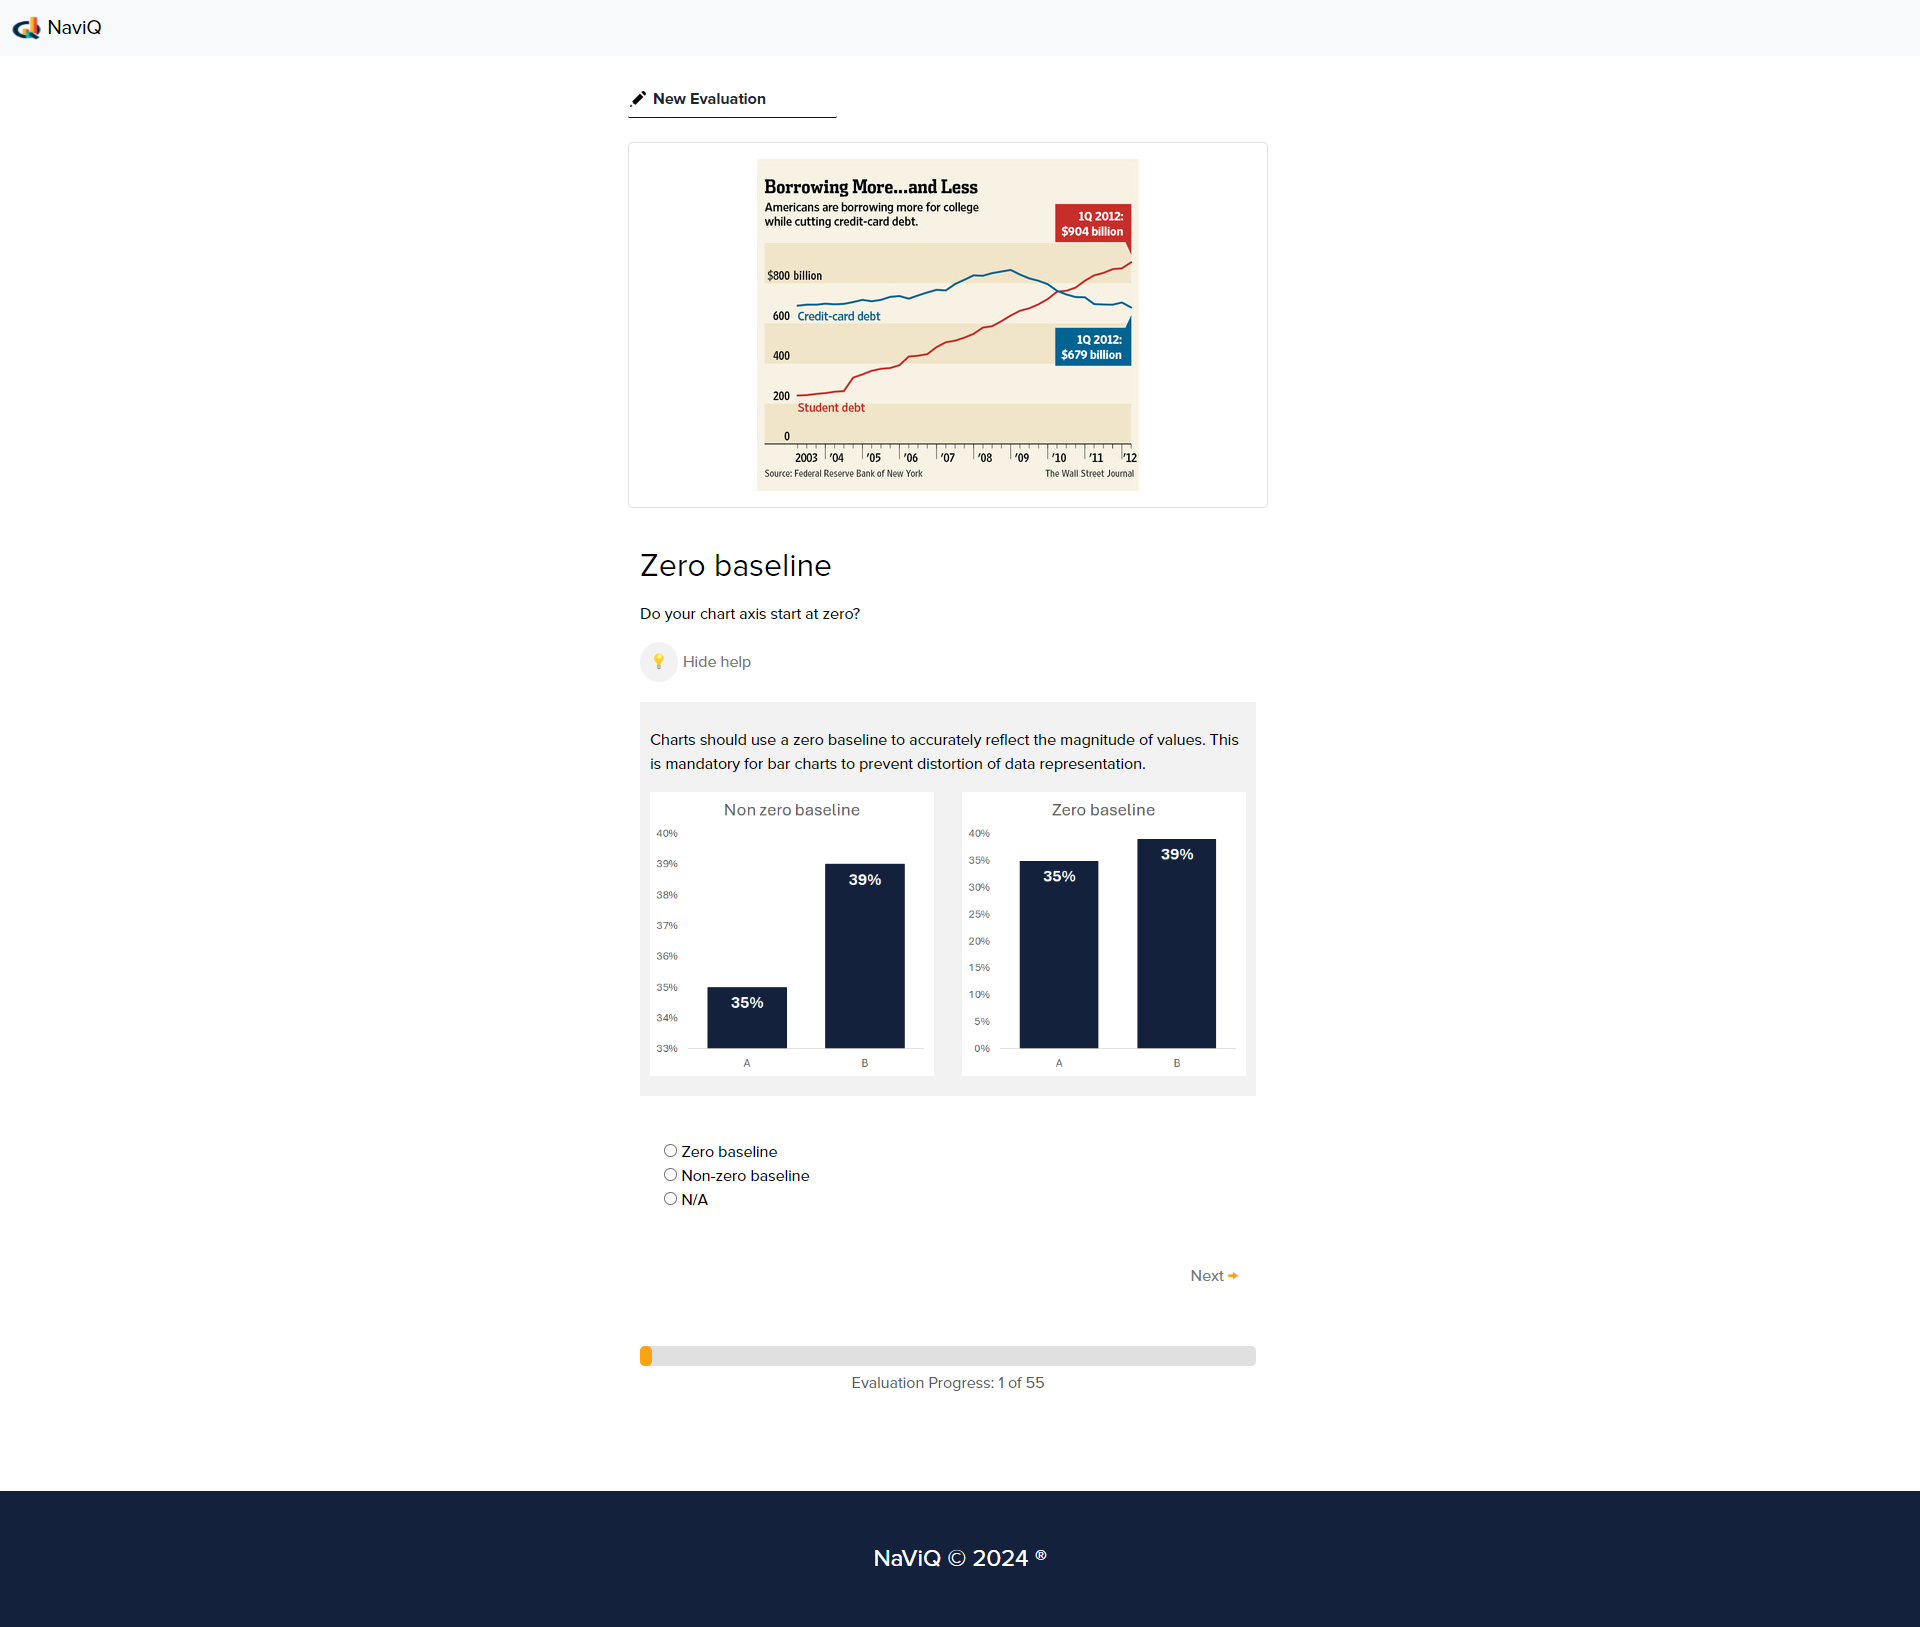 NaviQ
New Evaluation
Borrowing More...and Less
Americans are borrowing more for college
while cutting credit-card debt.
1Q 2012:
$904 billion
$800 billion
600
Credit-card debt
1Q 2012:
$679 billion
400
200
Student debt
0
2003 '04 '05 '06 '07 '08 '09 '10 '11 '12
Source: Federal Reserve Bank of New York
The Wall Street Journal
Zero baseline
Do your chart axis start at zero?
Hide help
Charts should use a zero baseline to accurately reflect the magnitude of values. This
is mandatory for bar charts to prevent distortion of data representation.
Non zero baseline
40%
39%
38%
37%
36%
35%
34%
33%
35%
39%
A B
Zero baseline
40%
35%
30%
25%
20%
15%
10%
5%
0%
35%
39%
A B
Zero baseline
Non-zero baseline
N/A
Next
Evaluation Progress: 1 of 55
NaViQ © 2024 ®